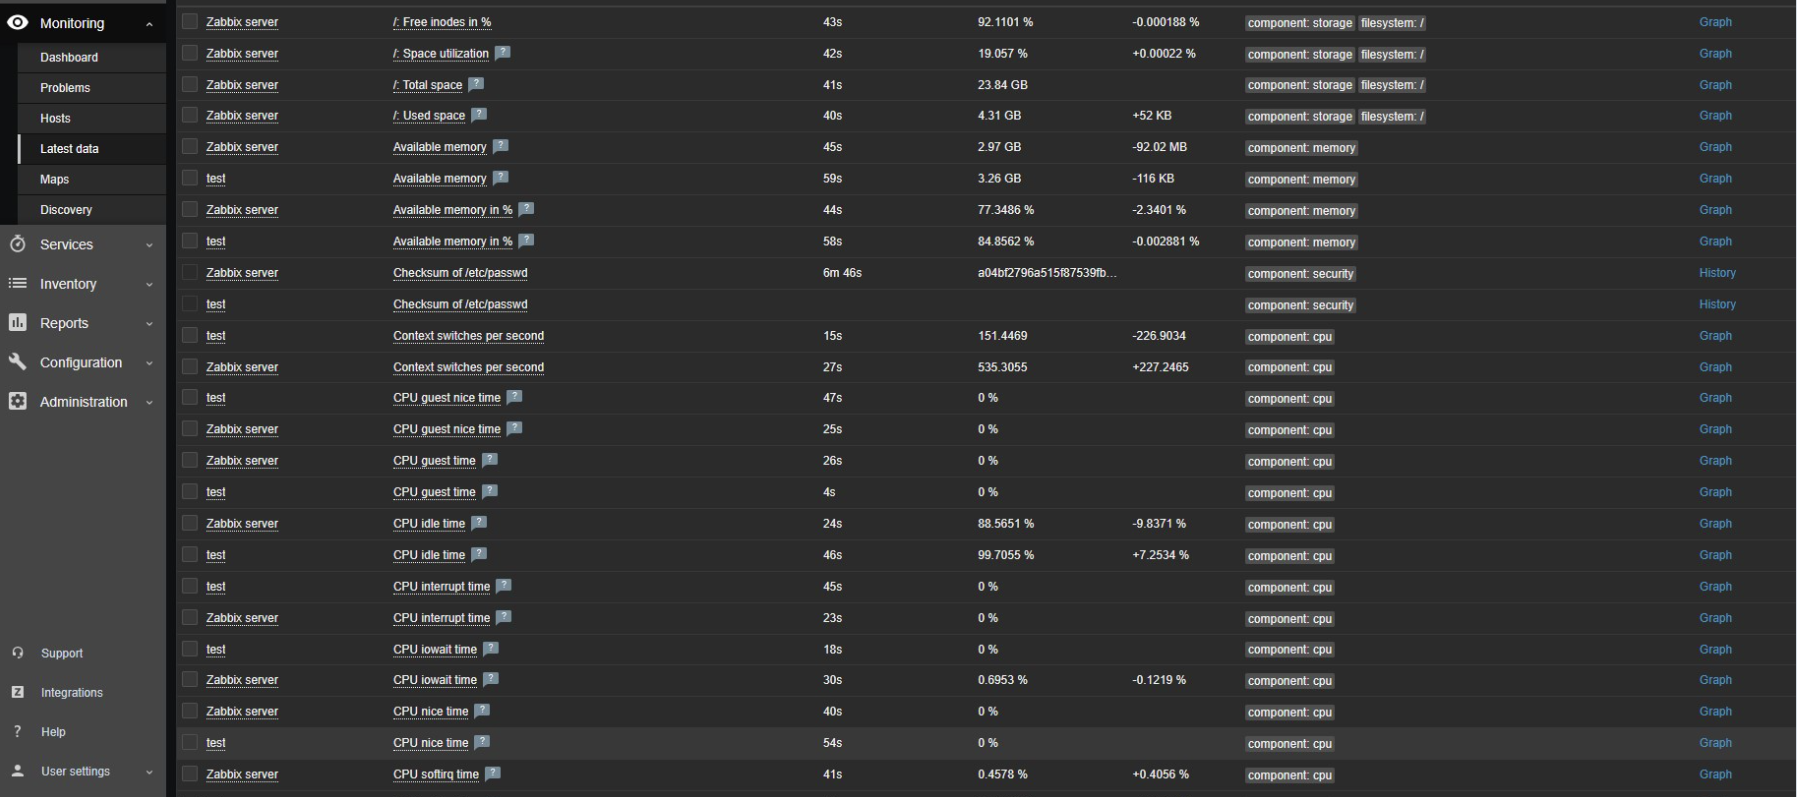 Monitoring
Dashboard
Problems
Hosts
Latest data
Maps
Discovery
Services
Inventory
Reports
Configuration
Administration
Support
Integrations
Help
User settings
Zabbix server /: Free inodes in % 43s 92.1101 % -0.000188 % component: storage filesystem: / Graph
Zabbix server /: Space utilization ? 42s 19.057 % +0.00022 % component: storage filesystem: / Graph
Zabbix server /: Total space ? 41s 23.84 GB component: storage filesystem: / Graph
Zabbix server /: Used space ? 40s 4.31 GB +52 KB component: storage filesystem: / Graph
Zabbix server Available memory ? 45s 2.97 GB -92.02 MB component: memory Graph
test Available memory ? 59s 3.26 GB -116 KB component: memory Graph
Zabbix server Available memory in % ? 44s 77.3486 % -2.3401 % component: memory Graph
test Available memory in % ? 58s 84.8562 % -0.002881 % component: memory Graph
Zabbix server Checksum of /etc/passwd 6m 46s a04bf2796a515f87539fb... component: security History
test Checksum of /etc/passwd component: security History
test Context switches per second 15s 151.4469 -226.9034 component: cpu Graph
Zabbix server Context switches per second 27s 535.3055 +227.2465 component: cpu Graph
test CPU guest nice time ? 47s 0 % component: cpu Graph
Zabbix server CPU guest nice time ? 25s 0 % component: cpu Graph
Zabbix server CPU guest time ? 26s 0 % component: cpu Graph
test CPU guest time ? 4s 0 % component: cpu Graph
Zabbix server CPU idle time ? 24s 88.5651 % -9.8371 % component: cpu Graph
test CPU idle time ? 46s 99.7055 % +7.2534 % component: cpu Graph
test CPU interrupt time ? 45s 0 % component: cpu Graph
Zabbix server CPU interrupt time ? 23s 0 % component: cpu Graph
test CPU iowait time ? 18s 0 % component: cpu Graph
Zabbix server CPU iowait time ? 30s 0.6953 % -0.1219 % component: cpu Graph
Zabbix server CPU nice time ? 40s 0 % component: cpu Graph
test CPU nice time ? 54s 0 % component: cpu Graph
Zabbix server CPU softirq time ? 41s 0.4578 % +0.4056 % component: cpu Graph